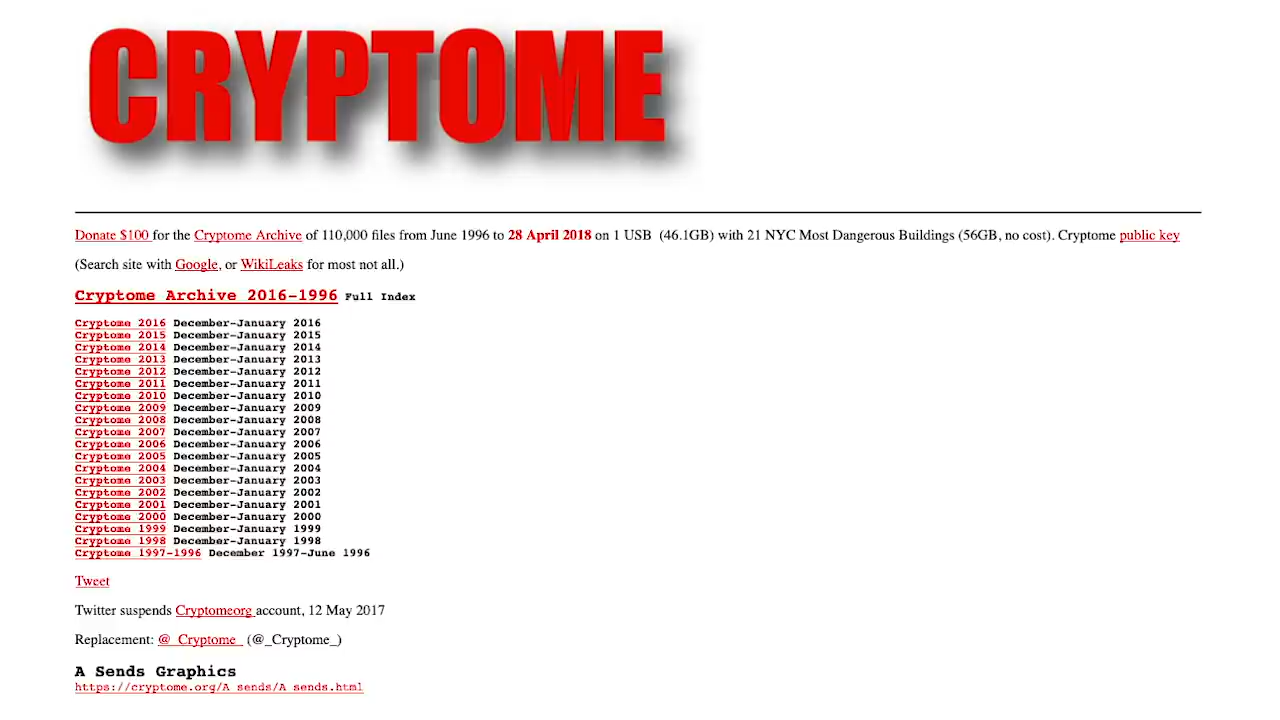 CRYPTOME
Donate $100 for the Cryptome Archive of 110,000 files from June 1996 to 28 April 2018 on 1 USB (46.1GB) with 21 NYC Most Dangerous Buildings (56GB, no cost). Cryptome public key
(Search site with Google, or WikiLeaks for most not all.)
Cryptome Archive 2016-1996 Full Index
Cryptome 2016 December-January 2016
Cryptome 2015 December-January 2015
Cryptome 2014 December-January 2014
Cryptome 2013 December-January 2013
Cryptome 2012 December-January 2012
Cryptome 2011 December-January 2011
Cryptome 2010 December-January 2010
Cryptome 2009 December-January 2009
Cryptome 2008 December-January 2008
Cryptome 2007 December-January 2007
Cryptome 2006 December-January 2006
Cryptome 2005 December-January 2005
Cryptome 2004 December-January 2004
Cryptome 2003 December-January 2003
Cryptome 2002 December-January 2002
Cryptome 2001 December-January 2001
Cryptome 2000 December-January 2000
Cryptome 1999 December-January 1999
Cryptome 1998 December-January 1998
Cryptome 1997-1996 December 1997-June 1996
Tweet
Twitter suspends Cryptomeorg account, 12 May 2017
Replacement: @_Cryptome_ (@_Cryptome_)
A Sends Graphics
https://cryptome.org/A_sends/A_sends.html